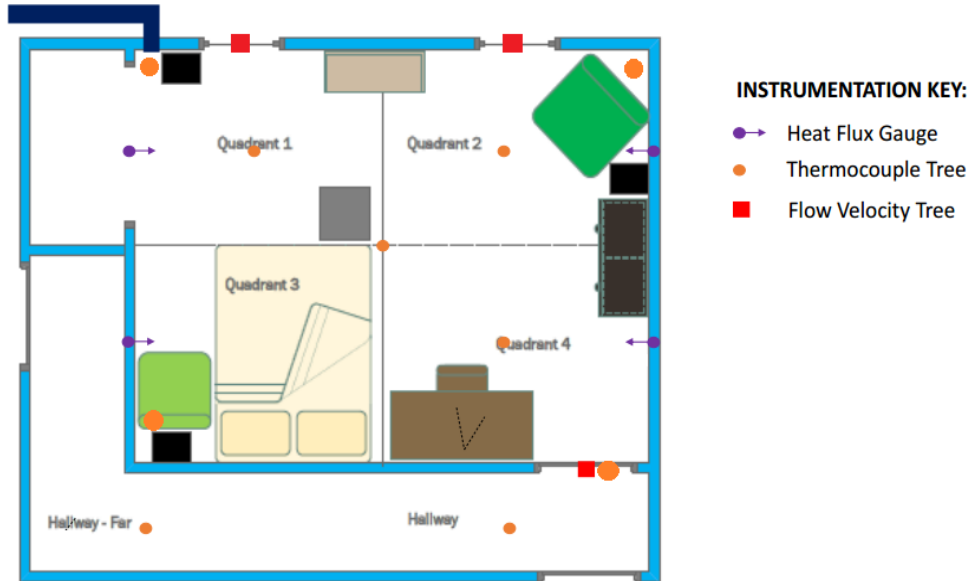 INSTRUMENTATION KEY:
Heat Flux Gauge
Thermocouple Tree
Flow Velocity Tree
Quadrant 1
Quadrant 2
Quadrant 3
Quadrant 4
Hallway - Far
Hallway